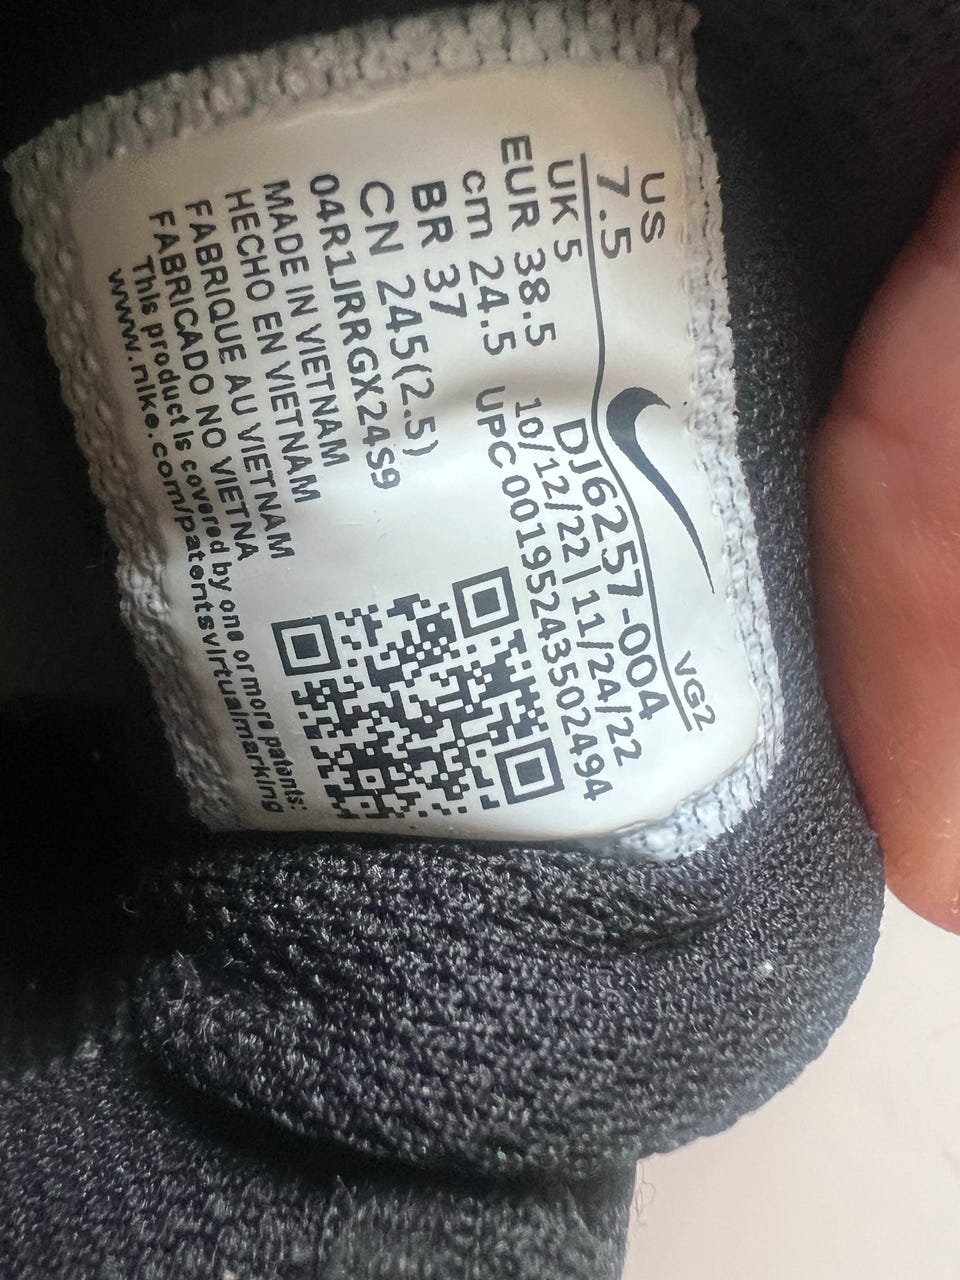 US
7.5
UK 5
EUR 38.5
cm 24.5
BR 37
CN 245(2.5)
VG2
DJ6257-004
10/12/22 | 11/24/22
UPC 00195243502494
04R1JRRGX24S9
MADE IN VIETNAM
HECHO EN VIETNAM
FABRIQUE AU VIETNAM
FABRICADO NO VIETNA
This product is covered by one or more patents:
www.nike.com/patentsvirtualmarking